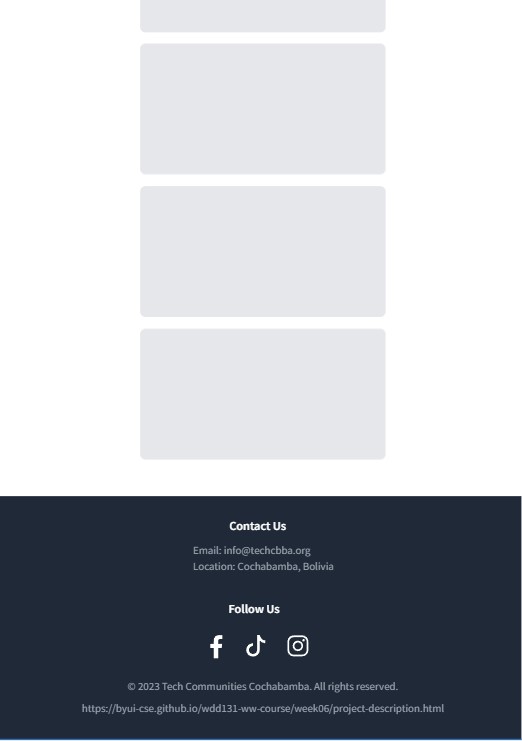 Contact Us
Email: info@techcbba.org
Location: Cochabamba, Bolivia
Follow Us
© 2023 Tech Communities Cochabamba. All rights reserved.
https://byui-cse.github.io/wdd131-ww-course/week06/project-description.html